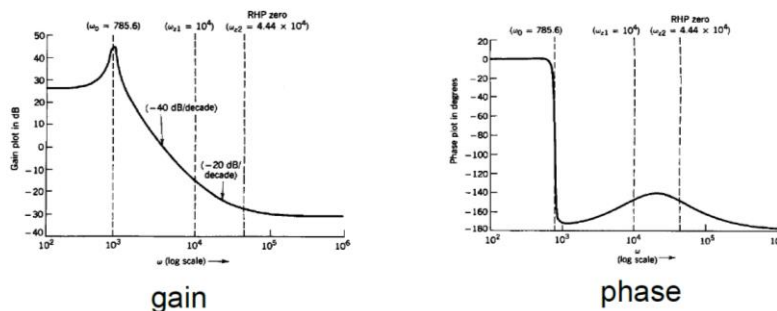 RHP zero
(ω₀ = 785.6) (ω_z1 = 10⁴) (ω_z2 = 4.44 × 10⁴)
50
40
30
20
10
0
−10
−20
−30
−40
Gain plot in dB
(−40 dB/decade)
(−20 dB/
decade)
10² 10³ 10⁴ 10⁵ 10⁶
ω (log scale)
gain
RHP zero
(ω₀ = 785.6) (ω_z1 = 10⁴) (ω_z2 = 4.44 × 10⁴)
20
0
−20
−40
−60
−80
−100
−120
−140
−160
−180
Phase plot in degrees
10² 10³ 10⁴ 10⁵
ω
(log scale)
phase